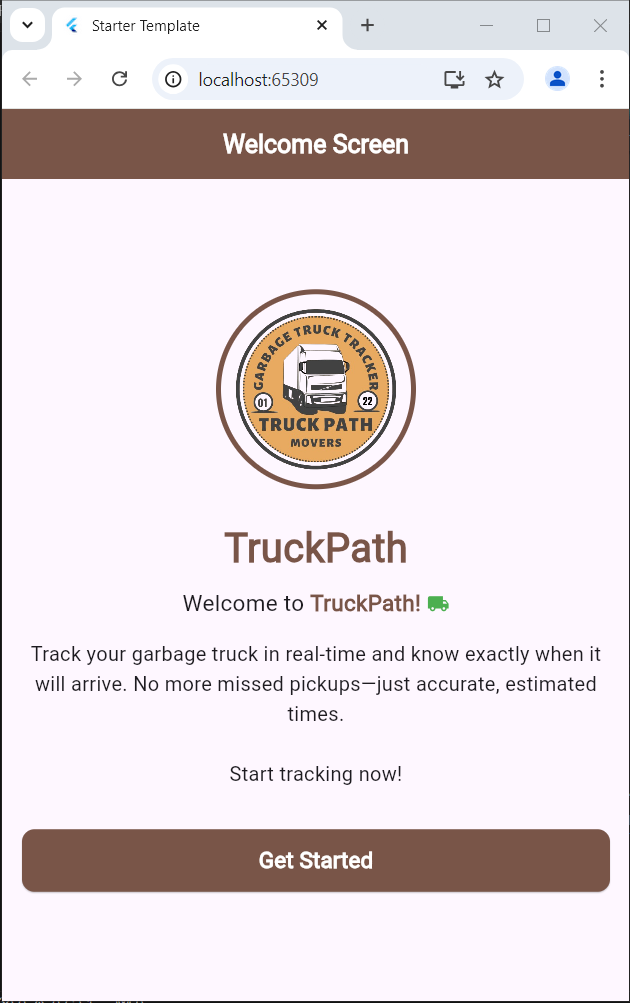 Starter Template
localhost:65309
Welcome Screen
GARBAGE TRUCK TRACKER
01
22
TRUCK PATH
MOVERS
TruckPath
Welcome to TruckPath!
Track your garbage truck in real-time and know exactly when it
will arrive. No more missed pickups—just accurate, estimated
times.
Start tracking now!
Get Started